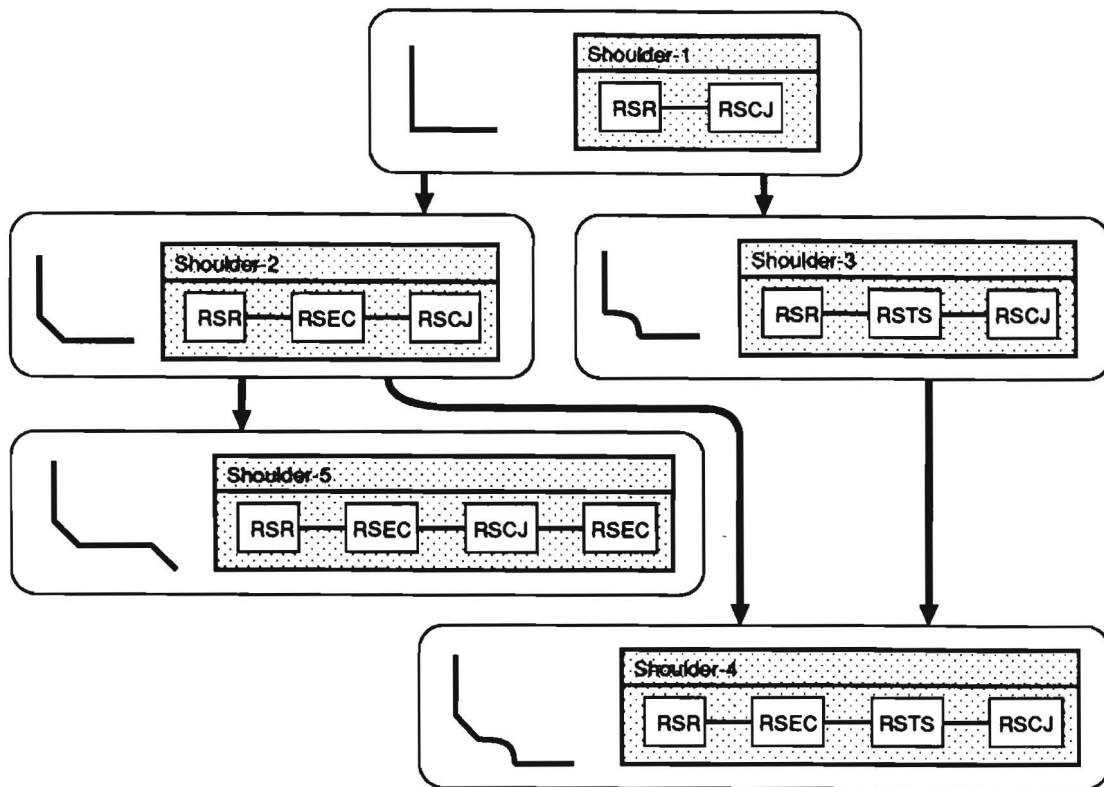 Shoulder-1
RSR RSCJ
Shoulder-2
RSR RSEC RSCJ
Shoulder-3
RSR RSTS RSCJ
Shoulder-5
RSR RSEC RSCJ RSEC
Shoulder-4
RSR RSEC RSTS RSCJ